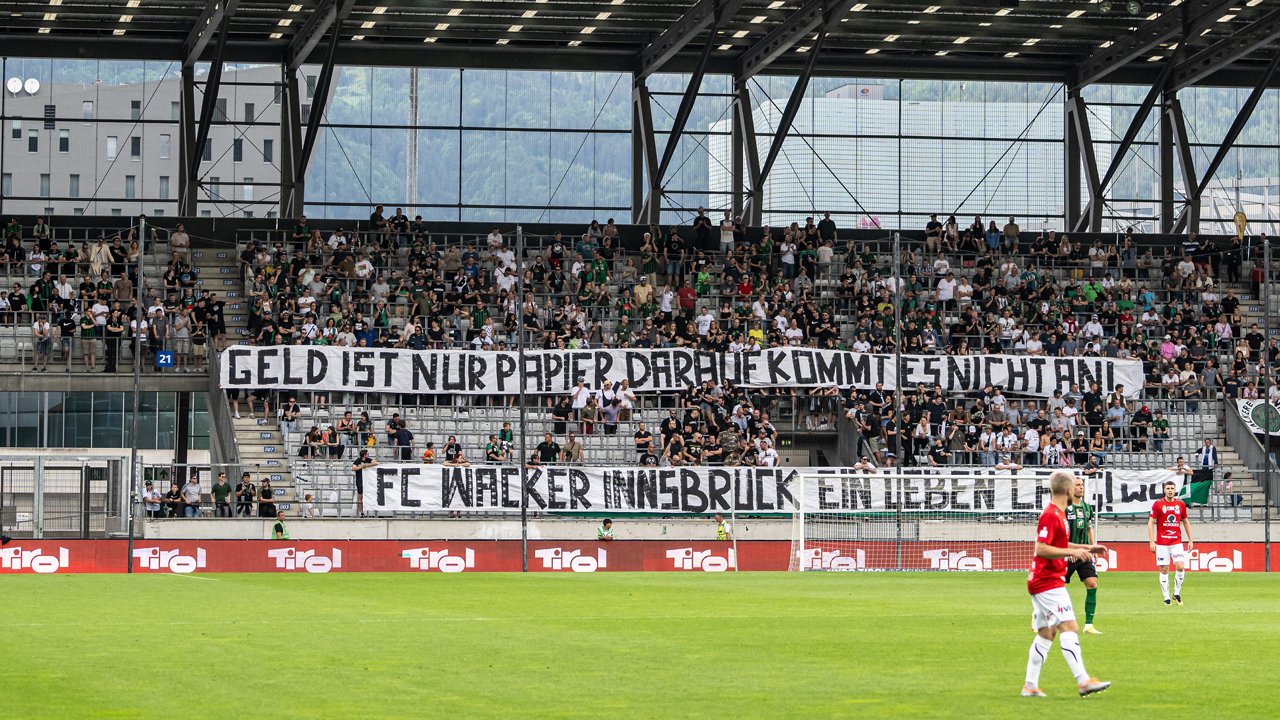 GELD IST NUR PAPIER DARAUF KOMMT ES NICHT AN!
21
FC WACKER INNSBRUCK EIN LEBEN
Tirol Tirol Tirol Tirol Tirol Tirol Tirol Tirol Tirol